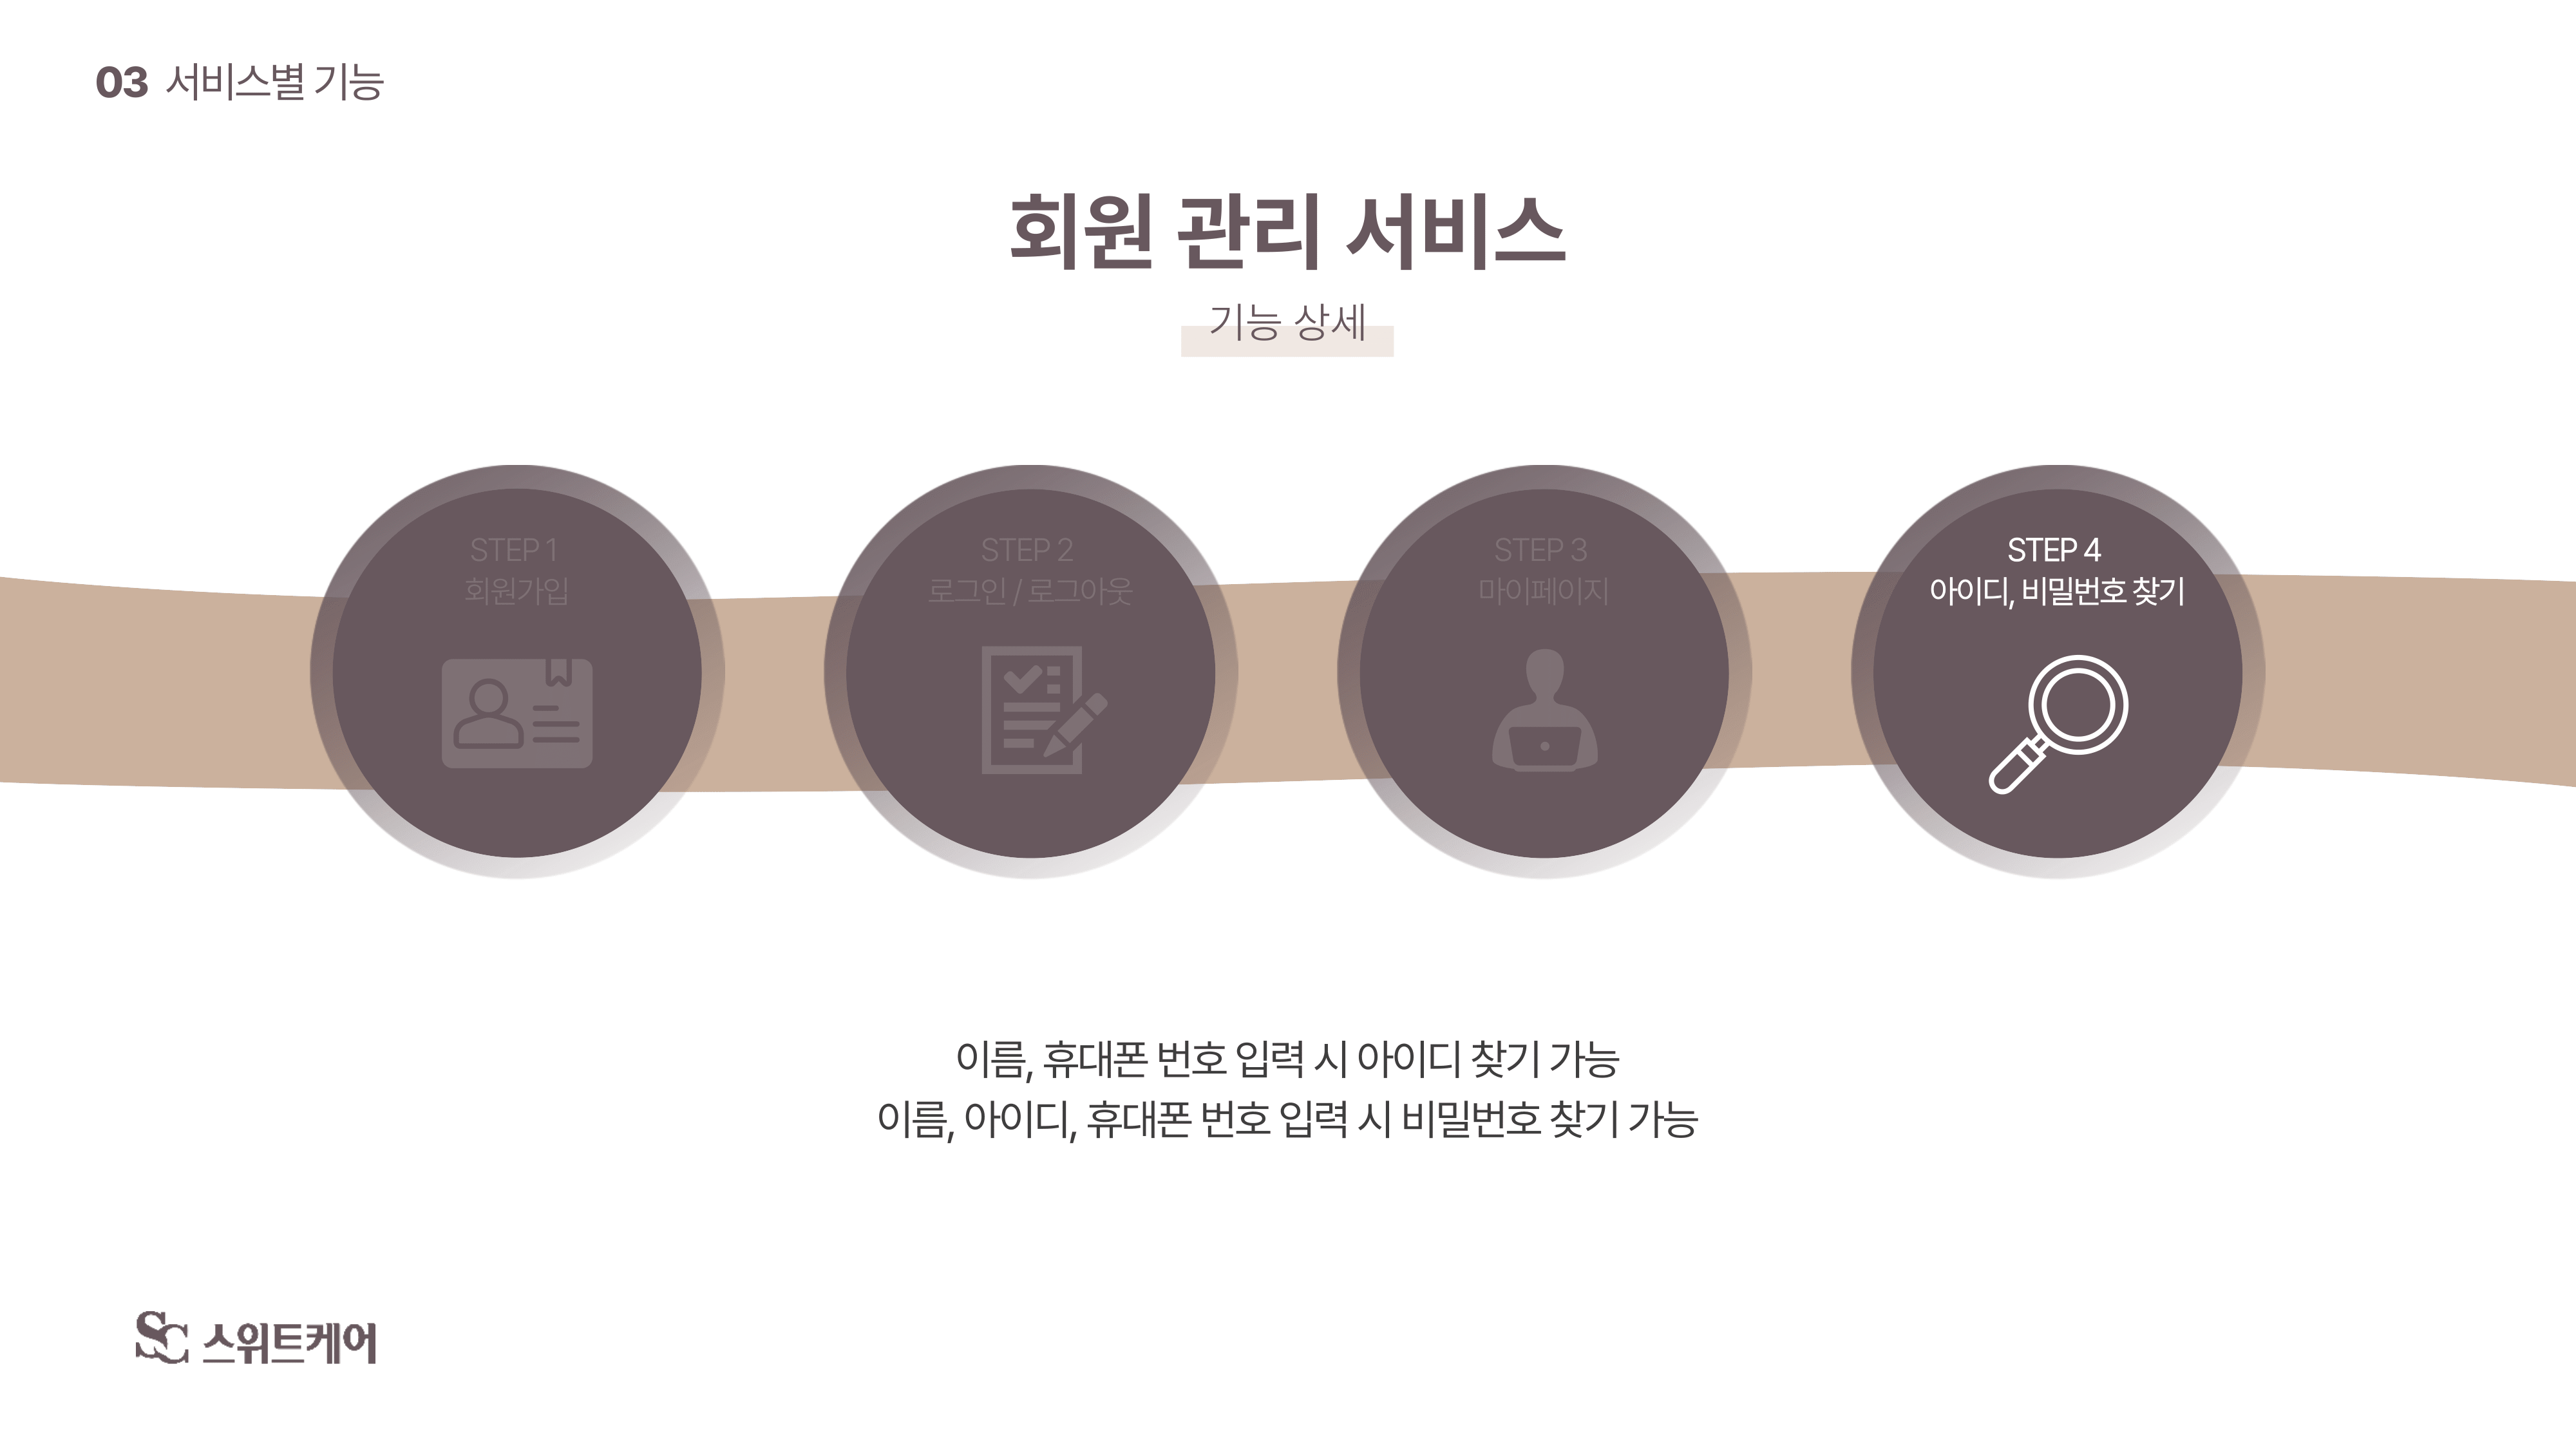 03 서비스별 기능
회원 관리 서비스
기능 상세
STEP 1
회원가입
STEP 2
로그인 / 로그아웃
STEP 3
마이페이지
STEP 4
아이디, 비밀번호 찾기
이름, 휴대폰 번호 입력 시 아이디 찾기 가능
이름, 아이디, 휴대폰 번호 입력 시 비밀번호 찾기 가능
SC 스위트케어